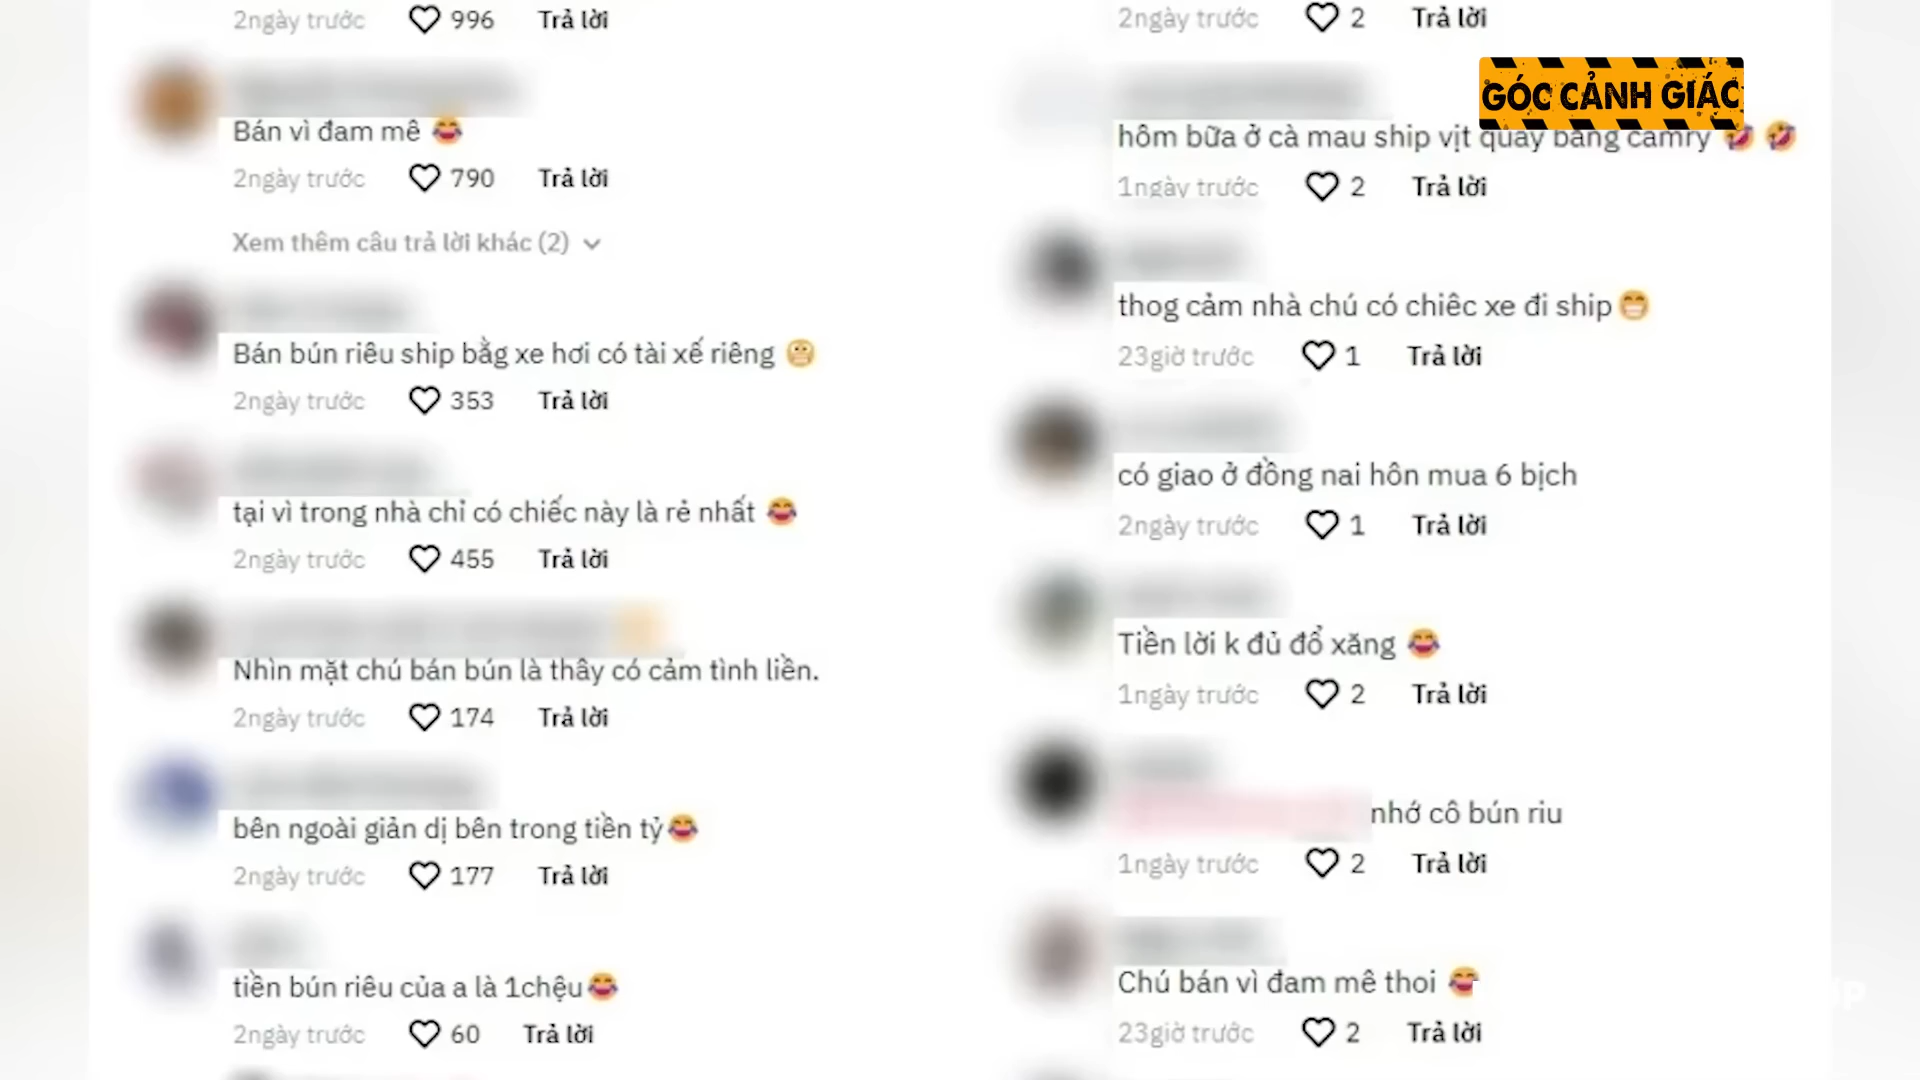 2ngày trước 996 Trả lời
Bán vì đam mê 😂
2ngày trước 790 Trả lời
Xem thêm câu trả lời khác (2)
Bán bún riêu ship bằg xe hơi có tài xế riêng 😬
2ngày trước 353 Trả lời
tại vì trong nhà chỉ có chiếc này là rẻ nhất 😂
2ngày trước 455 Trả lời
Nhìn mặt chú bán bún là thây có cảm tình liền.
2ngày trước 174 Trả lời
bên ngoài giản dị bên trong tiền tỷ😂
2ngày trước 177 Trả lời
tiền bún riêu của a là 1chệu😂
2ngày trước 60 Trả lời
2ngày trước 2 Trả lời
GÓC CẢNH GIÁC
hôm bữa ở cà mau ship vịt quay bằng camry 🤣 🤣
1ngày trước 2 Trả lời
thog cảm nhà chú có chiêc xe đi ship😁
23giờ trước 1 Trả lời
có giao ở đồng nai hôn mua 6 bịch
2ngày trước 1 Trả lời
Tiền lời k đủ đổ xăng 😂
1ngày trước 2 Trả lời
nhớ cô bún riu
1ngày trước 2 Trả lời
Chú bán vì đam mê thoi 😂
23giờ trước 2 Trả lời